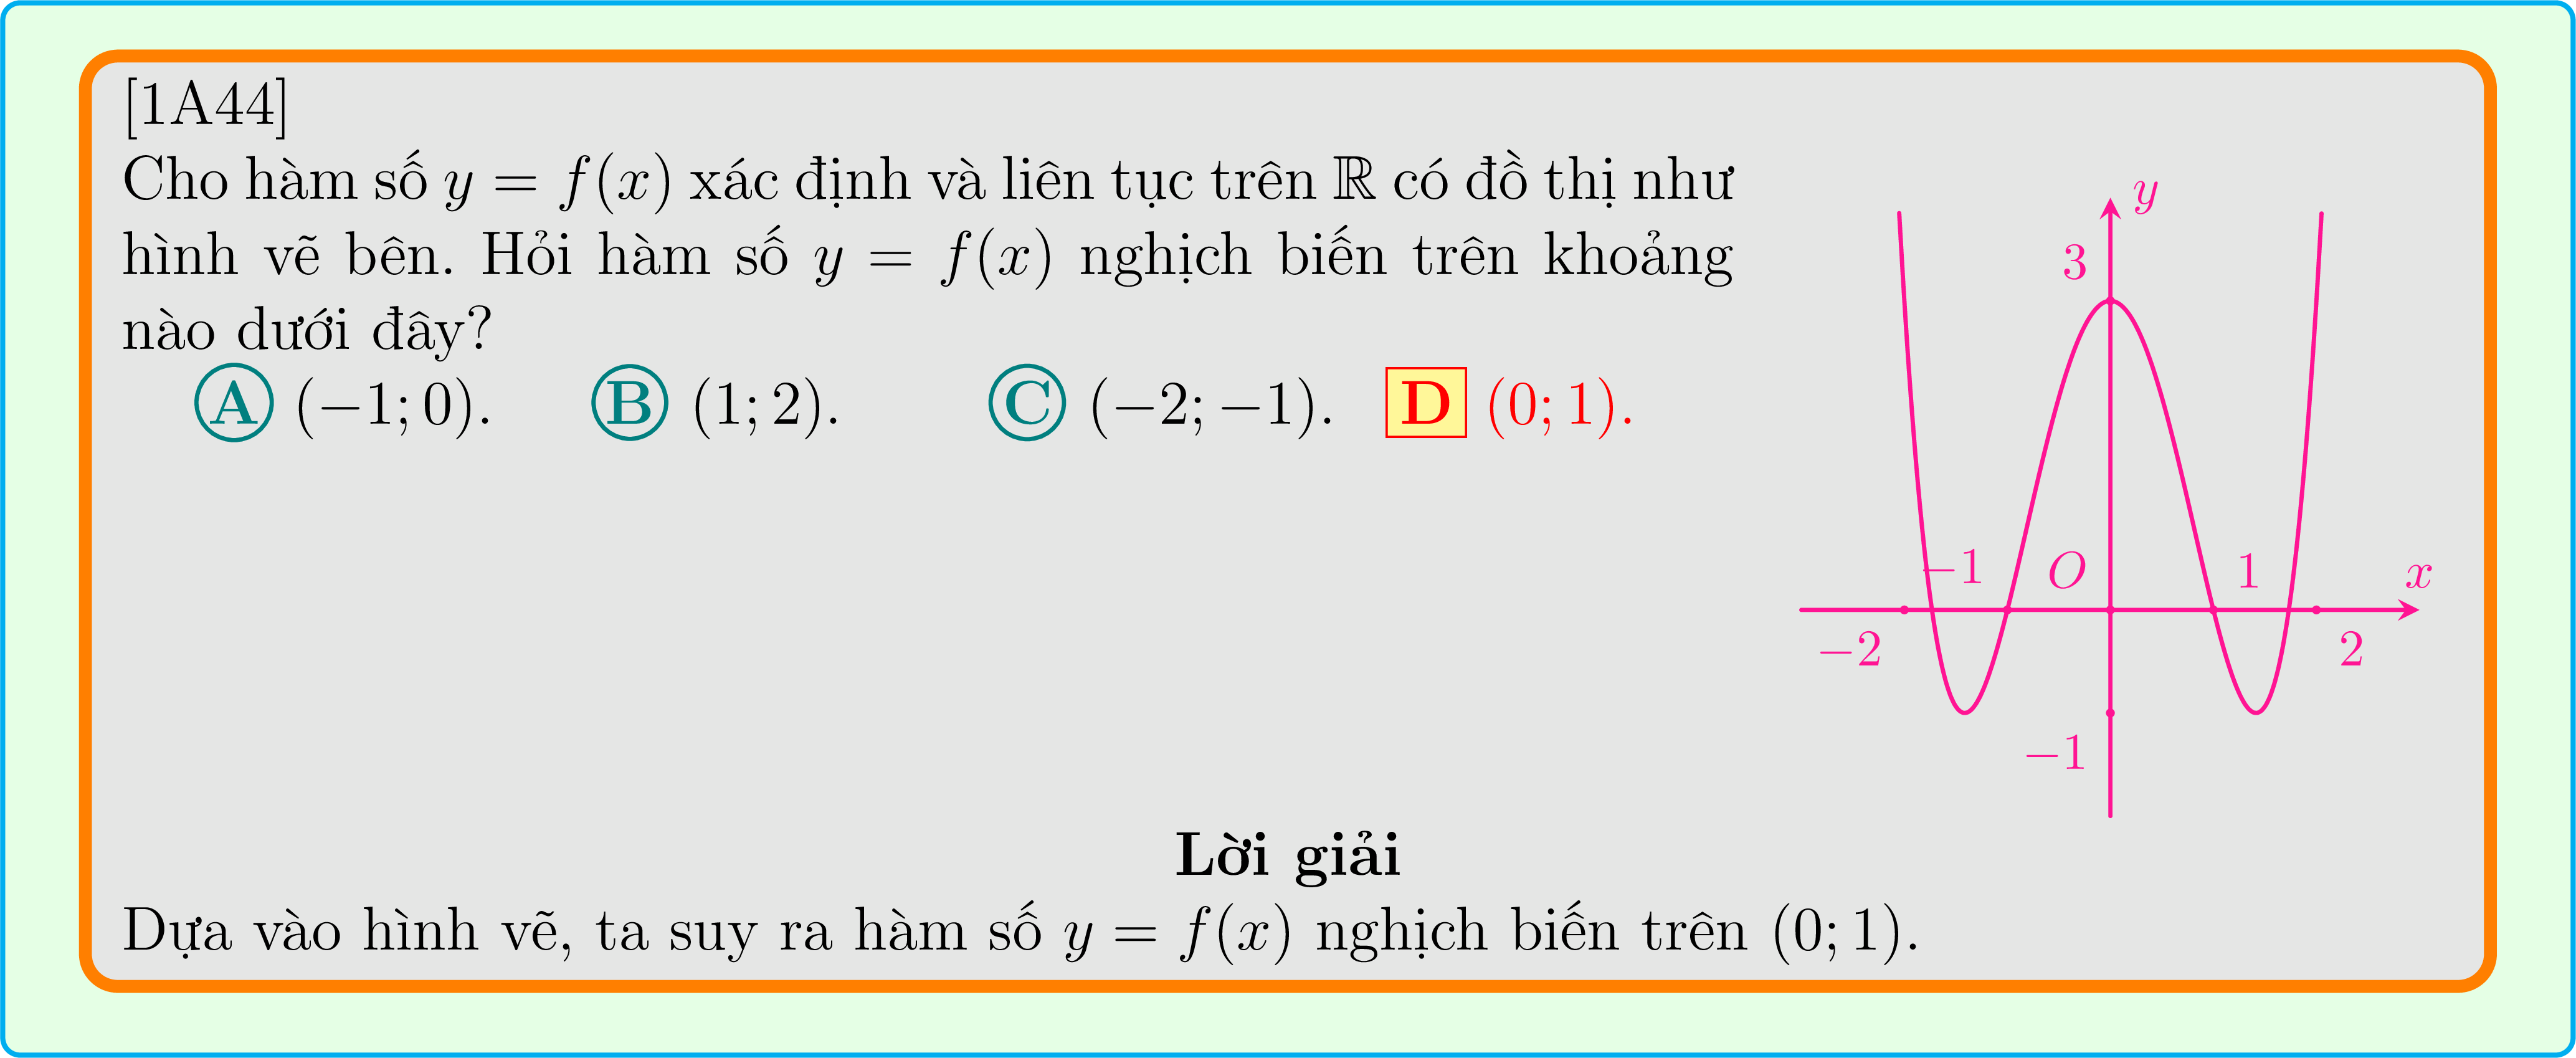 [1A44]
Cho hàm số y = f(x) xác định và liên tục trên ℝ có đồ thị như
hình vẽ bên. Hỏi hàm số y = f(x) nghịch biến trên khoảng
nào dưới đây?
A (−1; 0). B (1; 2). C (−2; −1). D (0; 1).
y
3
−1 O 1 x
−2 2
−1
Lời giải
Dựa vào hình vẽ, ta suy ra hàm số y = f(x) nghịch biến trên (0; 1).